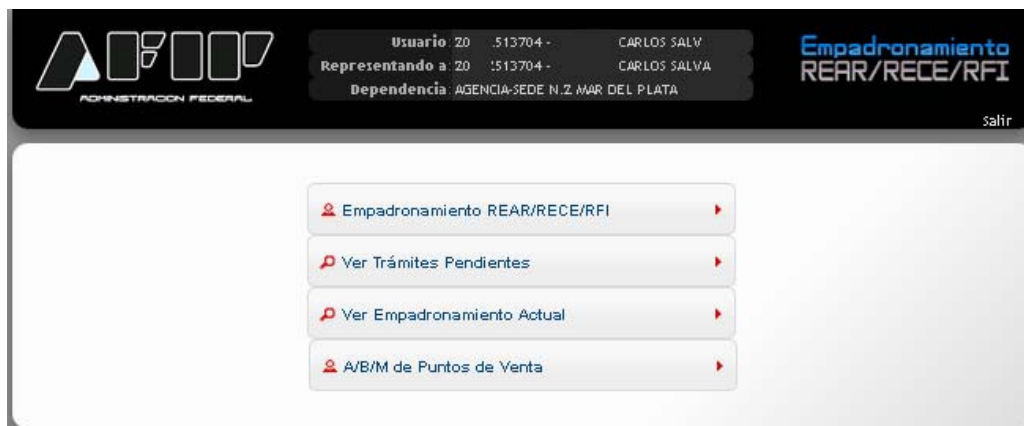 AFIP
ADMINISTRACION FEDERAL
Usuario 20 :513704 - CARLOS SALV
Representando a: 20 :513704 - CARLOS SALVA
Dependencia: AGENCIA-SEDE N.2 MAR DEL PLATA
Empadronamiento
REAR/RECE/RFI
Salir
Empadronamiento REAR/RECE/RFI
Ver Trámites Pendientes
Ver Empadronamiento Actual
A/B/M de Puntos de Venta